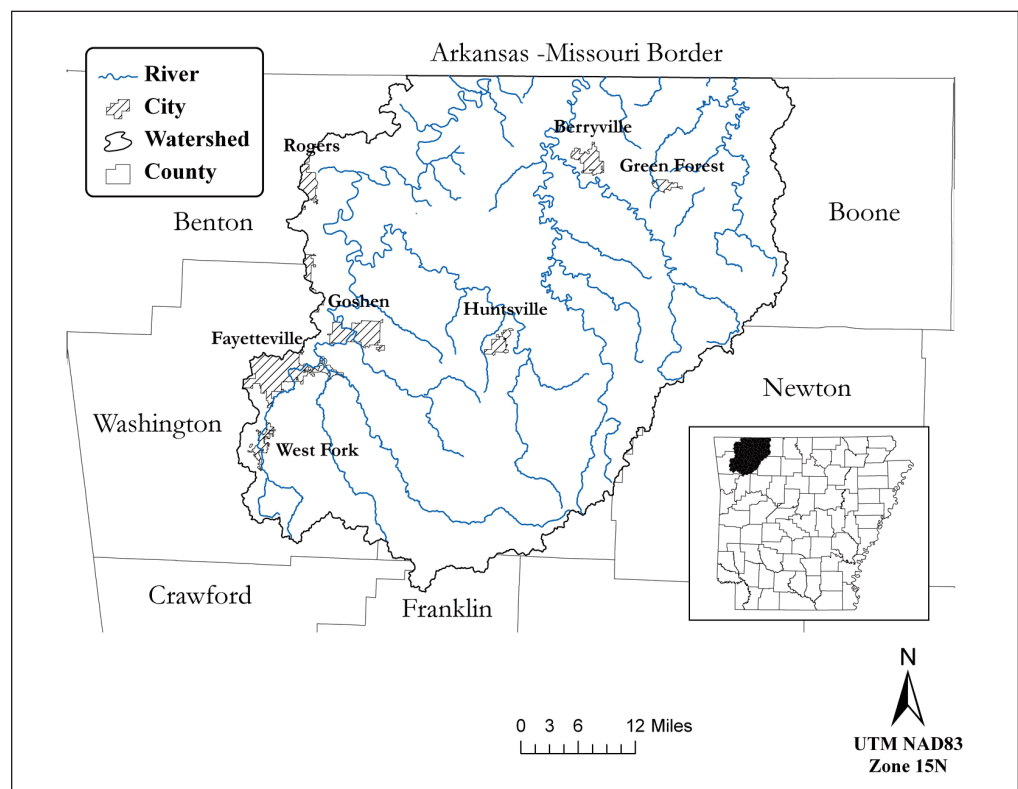 Arkansas -Missouri Border
River
City
Watershed
County
Rogers
Berryville
Green Forest
Benton
Boone
Goshen
Huntsville
Fayetteville
Newton
Washington
West Fork
Crawford
Franklin
N
0 3 6 12 Miles
UTM NAD83
Zone 15N